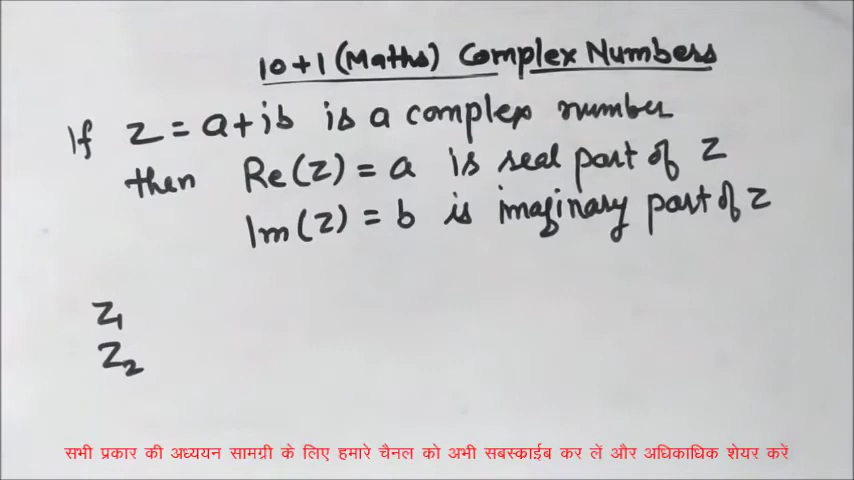 10+1 (Maths) Complex Numbers
If z = a+ib is a complex number
then Re(z) = a is real part of z
Im(z) = b is imaginary part of z
z₁
z₂
सभी प्रकार की अध्ययन सामग्री के लिए हमारे चैनल को अभी सबस्क्राईब कर लें और अधिकाधिक शेयर करें